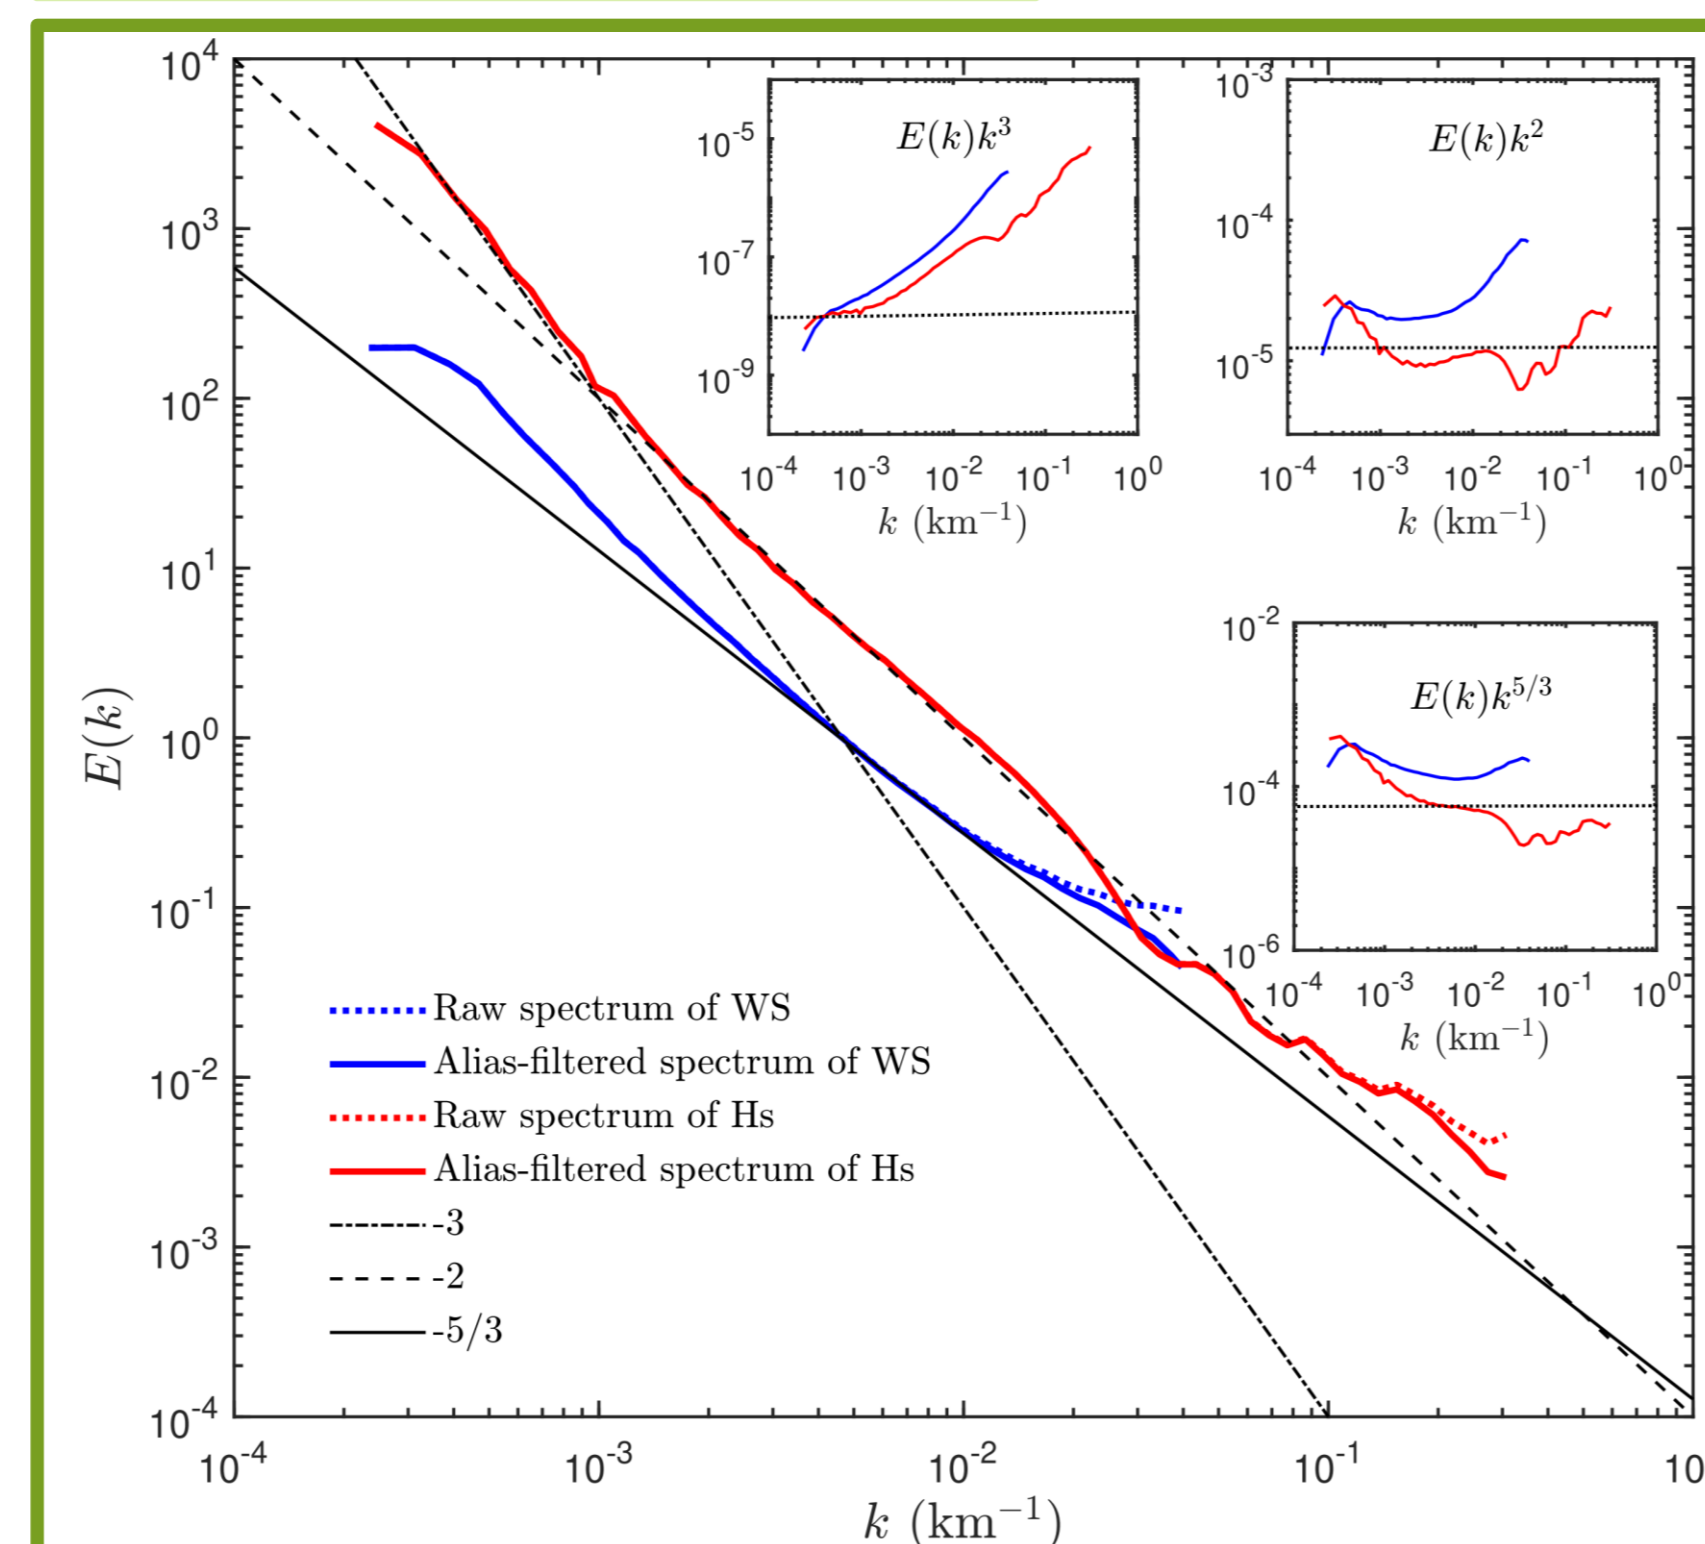 10^4
10^3
10^2
10^1
10^0
10^-1
10^-2
10^-3
10^-4
E(k)
10^-4 10^-3 10^-2 10^-1 10
k (km^−1)
E(k)k^3
10^-5
10^-7
10^-9
10^-4 10^-3 10^-2 10^-1 10^0
k (km^−1)
E(k)k^2
10^-3
10^-4
10^-5
10^-4 10^-3 10^-2 10^-1 10^0
k (km^−1)
E(k)k^5/3
10^-2
10^-4
10^-6
10^-4 10^-3 10^-2 10^-1 10^0
k (km^−1)
Raw spectrum of WS
Alias-filtered spectrum of WS
Raw spectrum of Hs
Alias-filtered spectrum of Hs
-3
-2
-5/3